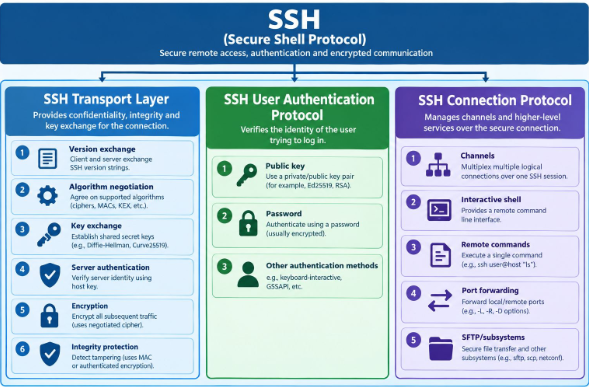 SSH
(Secure Shell Protocol)
Secure remote access, authentication and encrypted communication
SSH Transport Layer
Provides confidentiality, integrity and
key exchange for the connection.
1
Version exchange
Client and server exchange
SSH version strings.
2
Algorithm negotiation
Agree on supported algorithms
(ciphers, MACs, KEX, etc.).
3
Key exchange
Establish shared secret keys
(e.g., Diffie-Hellman, Curve25519).
4
Server authentication
Verify server identity using
host key.
5
Encryption
Encrypt all subsequent traffic
(uses negotiated cipher).
6
Integrity protection
Detect tampering (uses MAC
or authenticated encryption).
SSH User Authentication
Protocol
Verifies the identity of the user
trying to log in.
1
Public key
Use a private/public key pair
(for example, Ed25519, RSA).
2
Password
Authenticate using a password
(usually encrypted).
3
Other authentication methods
e.g., keyboard-interactive,
GSSAPI, etc.
SSH Connection Protocol
Manages channels and higher-level
services over the secure connection.
1
Channels
Multiplex multiple logical
connections over one SSH session.
2
Interactive shell
Provides a remote command
line interface.
3
Remote commands
Execute a single command
(e.g., ssh user@host "ls").
4
Port forwarding
Forward local/remote ports
(e.g., -L, -R, -D options).
5
SFTP/subsystems
Secure file transfer and other
subsystems (e.g., sftp, scp, netconf).